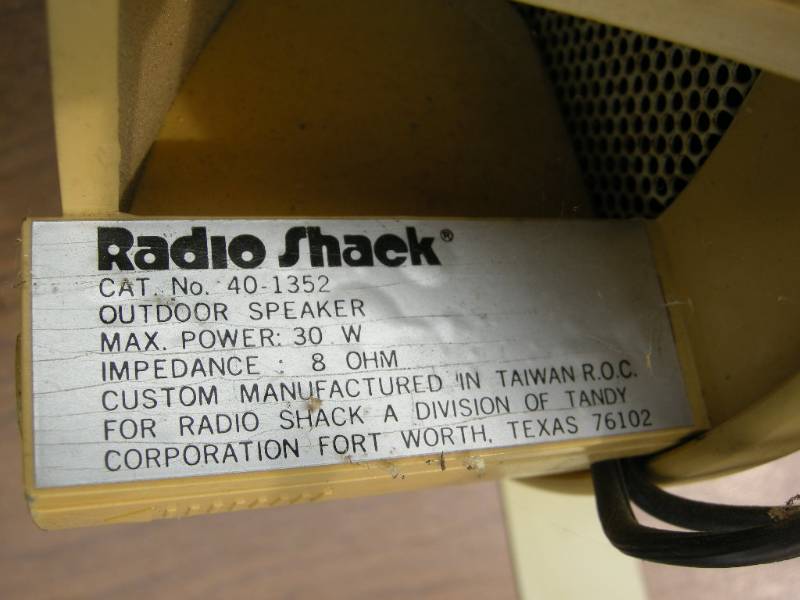 Radio Shack®
CAT. No. 40-1352
OUTDOOR SPEAKER
MAX. POWER: 30 W
IMPEDANCE : 8 OHM
CUSTOM MANUFACTURED IN TAIWAN R.O.C.
FOR RADIO SHACK A DIVISION OF TANDY
CORPORATION FORT WORTH, TEXAS 76102